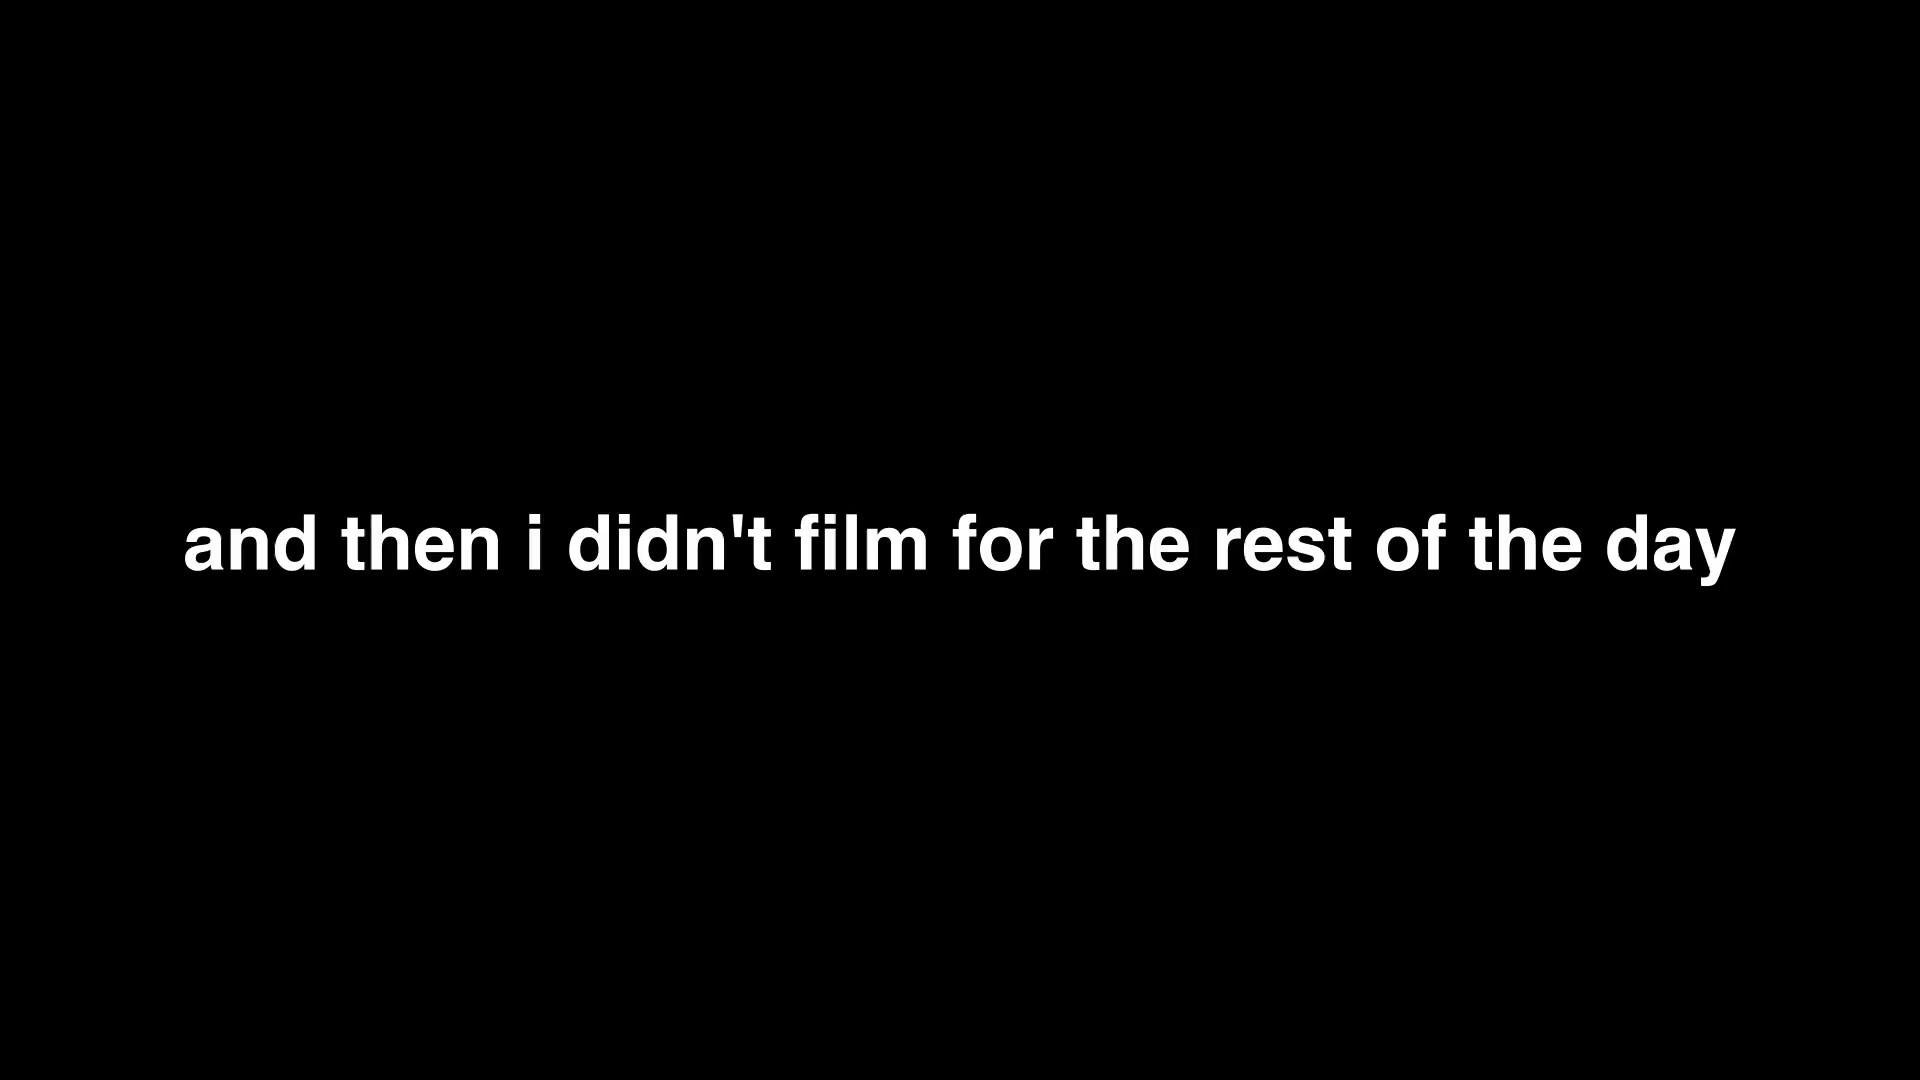 and then i didn't film for the rest of the day